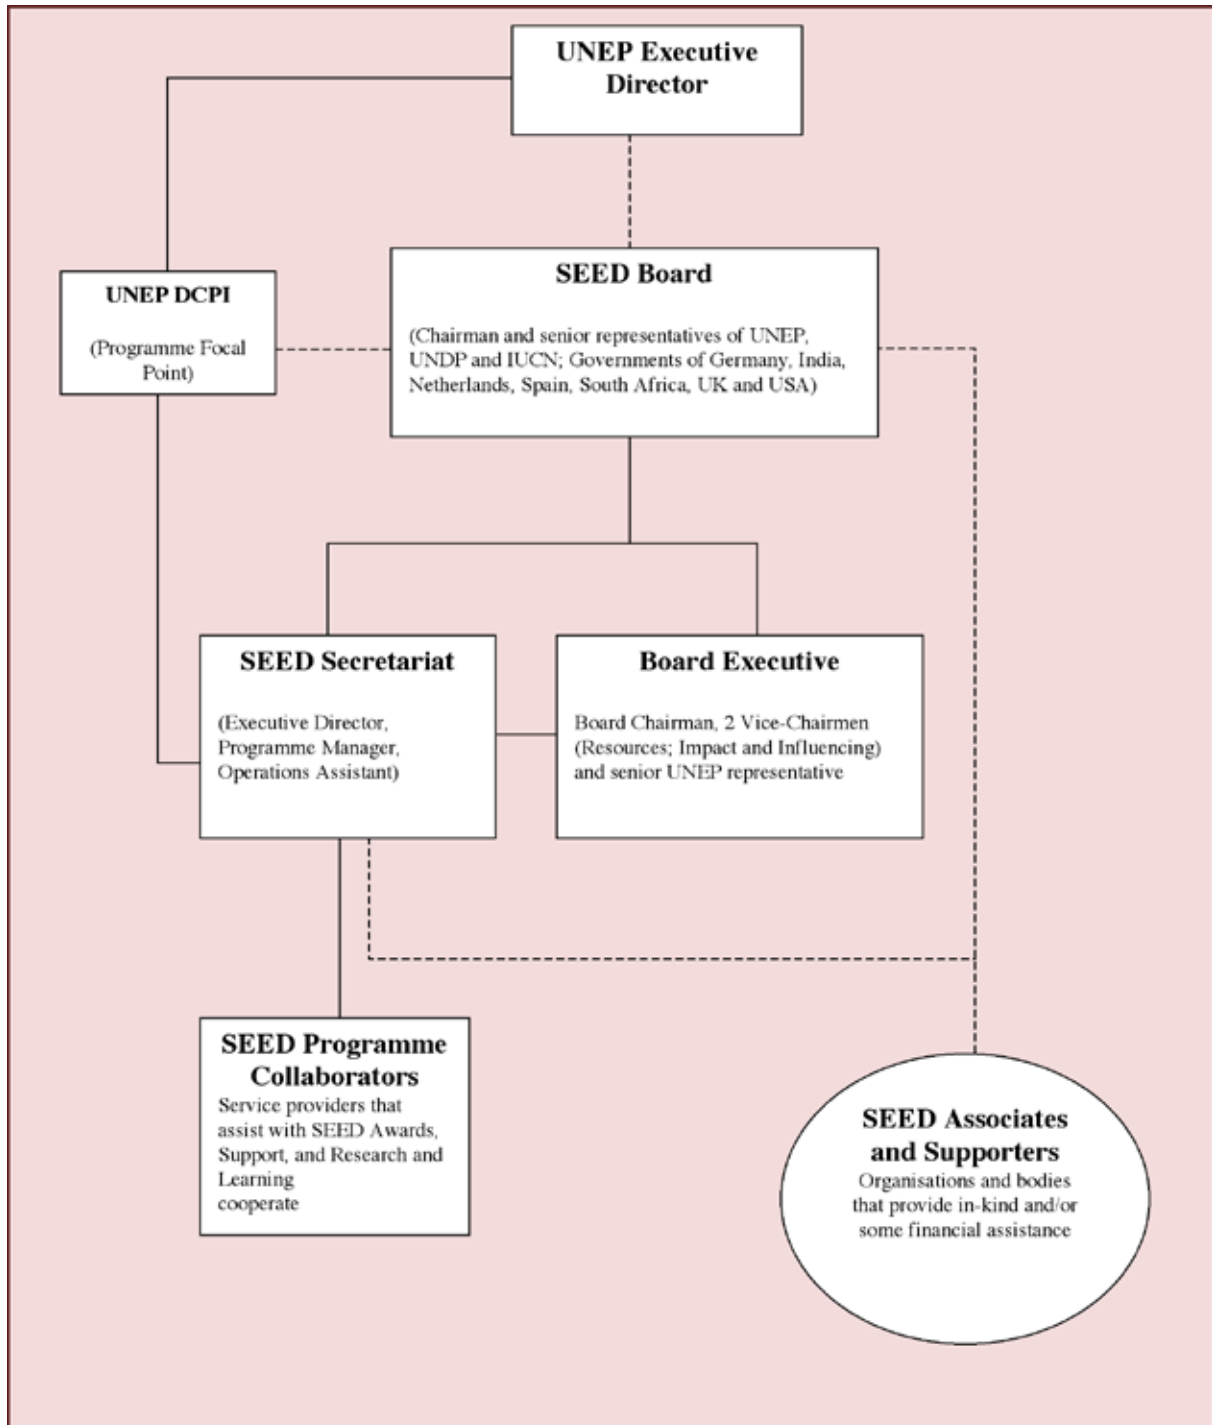 UNEP Executive
Director
SEED Board
(Chairman and senior representatives of UNEP,
UNDP and IUCN; Governments of Germany, India,
Netherlands, Spain, South Africa, UK and USA)
UNEP DCPI
(Programme Focal
Point)
SEED Secretariat
(Executive Director,
Programme Manager,
Operations Assistant)
Board Executive
Board Chairman, 2 Vice-Chairmen
(Resources; Impact and Influencing)
and senior UNEP representative
SEED Programme
Collaborators
Service providers that
assist with SEED Awards,
Support, and Research and
Learning
cooperate
SEED Associates
and Supporters
Organisations and bodies
that provide in-kind and/or
some financial assistance